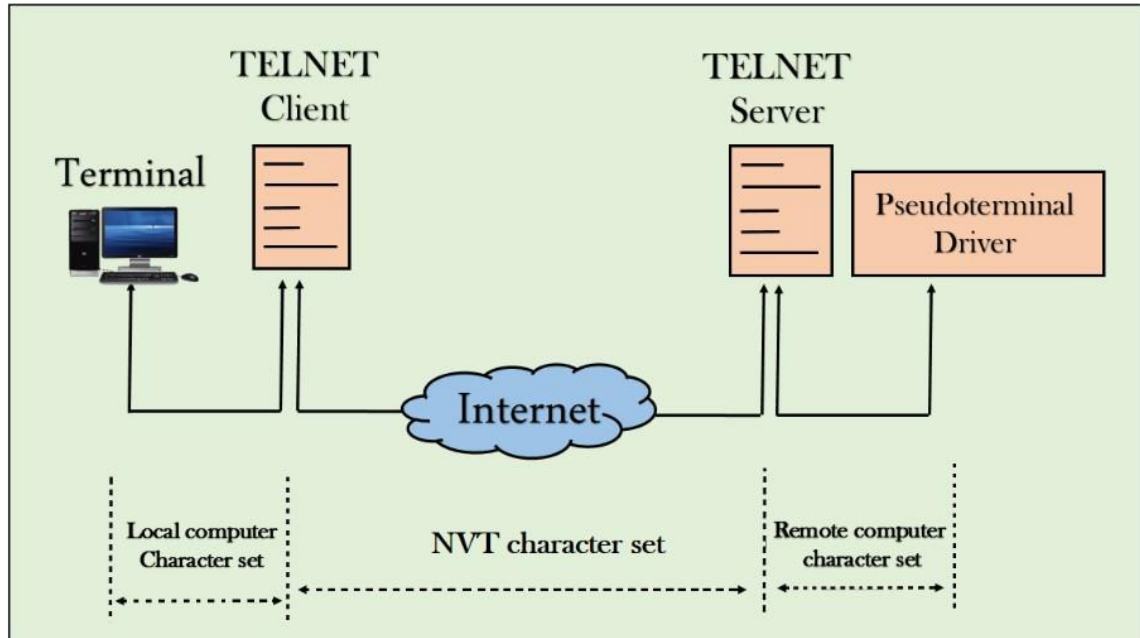 TELNET
Client
TELNET
Server
Terminal
Pseudoterminal
Driver
Internet
Local computer
Character set
NVT character set
Remote computer
character set